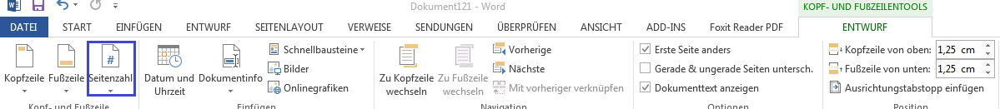 Dokument121 - Word
KOPF- UND FUßZEILENTOOLS
DATEI START EINFÜGEN ENTWURF SEITENLAYOUT VERWEISE SENDUNGEN ÜBERPRÜFEN ANSICHT ADD-INS Foxit Reader PDF ENTWURF
Kopfzeile
Fußzeile
# Seitenzahl
Kopf- und Fußzeile
Datum und
Uhrzeit
Dokumentinfo
Schnellbausteine
Bilder
Onlinegrafiken
Einfügen
Zu Kopfzeile
wechseln
Zu Fußzeile
wechseln
Vorherige
Nächste
Mit vorheriger verknüpfen
Navigation
Erste Seite anders
Gerade & ungerade Seiten untersch.
Dokumenttext anzeigen
Optionen
Kopfzeile von oben: 1,25 cm
Fußzeile von unten: 1,25 cm
Ausrichtungstabstopp einfügen
Position